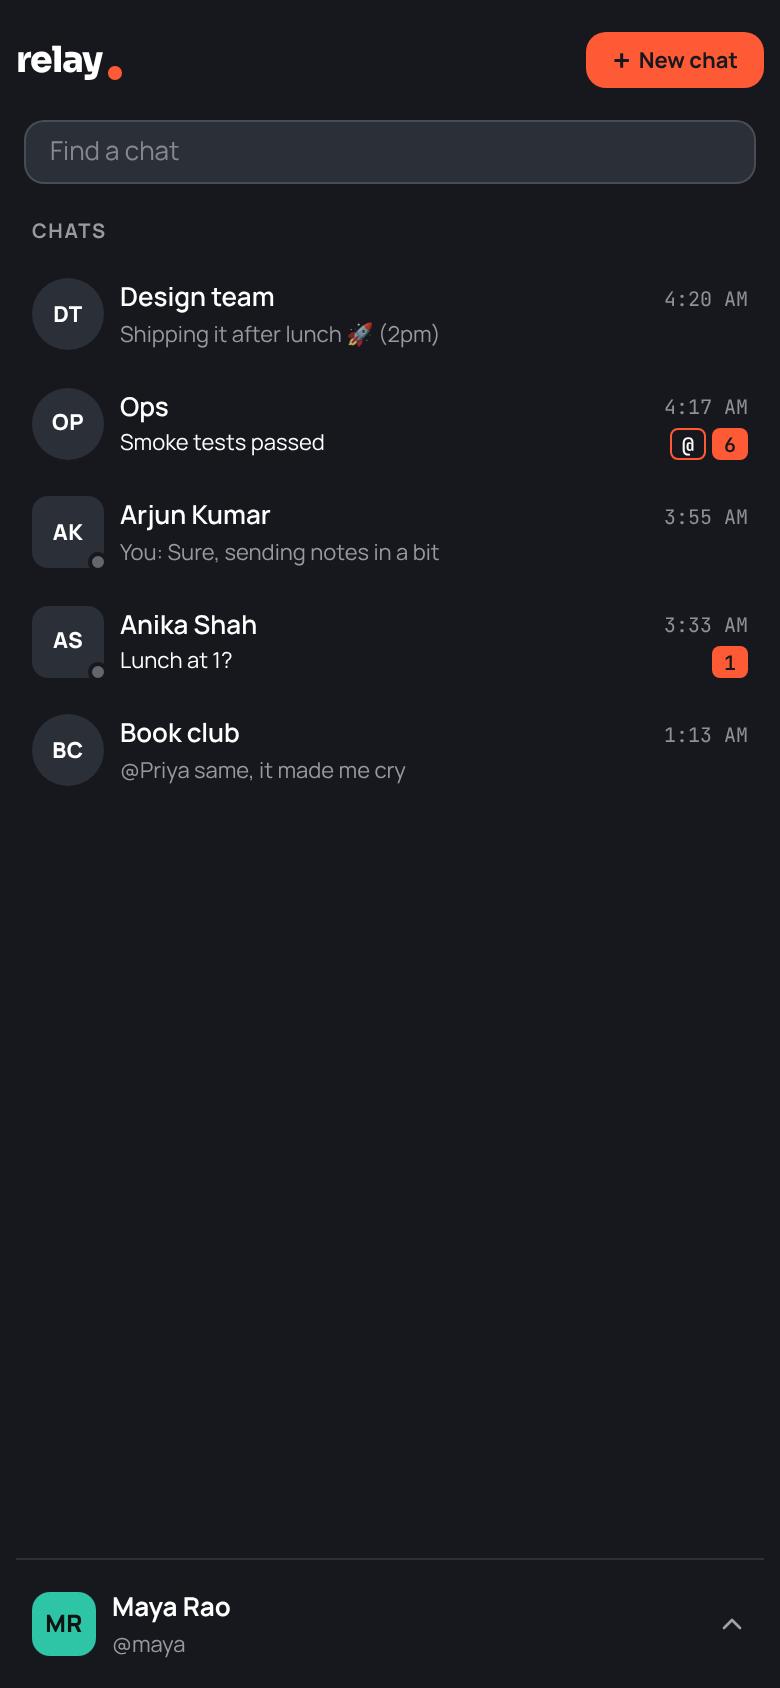 relay.
+ New chat
Find a chat
CHATS
DT
Design team
4:20 AM
Shipping it after lunch 🚀 (2pm)
OP
Ops
4:17 AM
Smoke tests passed
@ 6
AK
Arjun Kumar
3:55 AM
You: Sure, sending notes in a bit
AS
Anika Shah
3:33 AM
Lunch at 1?
1
BC
Book club
1:13 AM
@Priya same, it made me cry
MR
Maya Rao
@maya